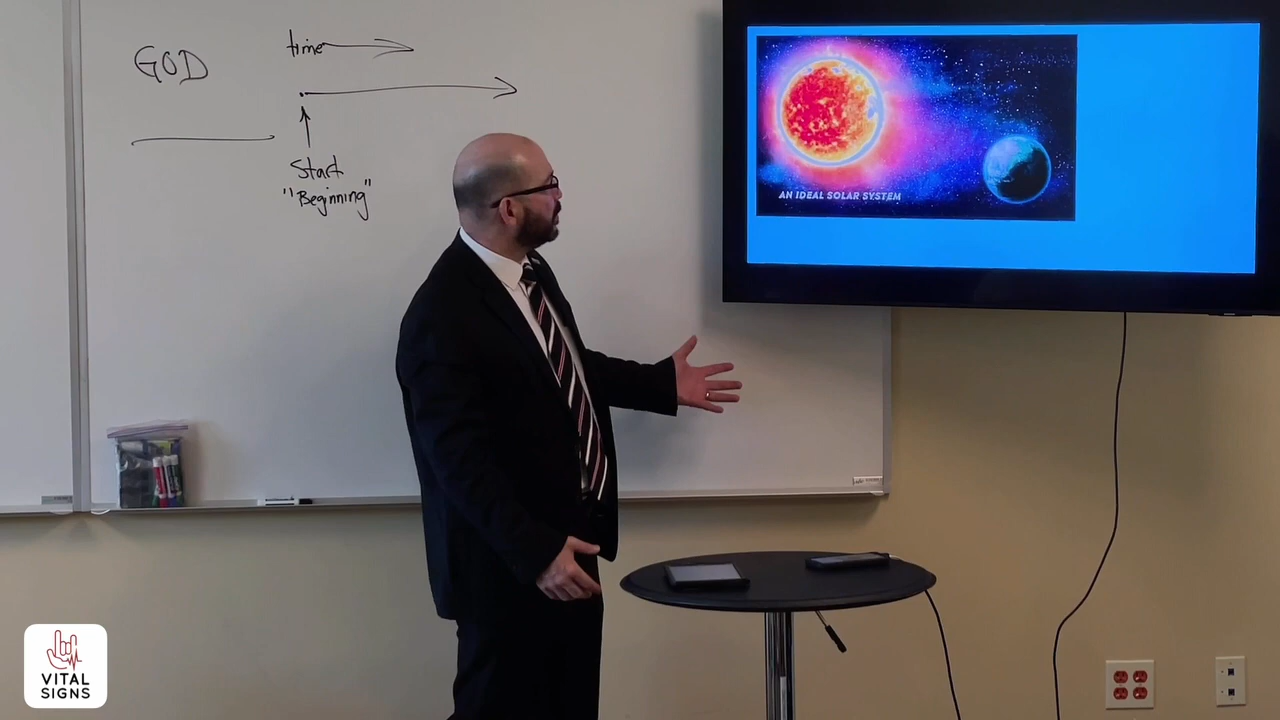 GOD
time
Start
"Beginning"
AN IDEAL SOLAR SYSTEM
VITAL
SIGNS